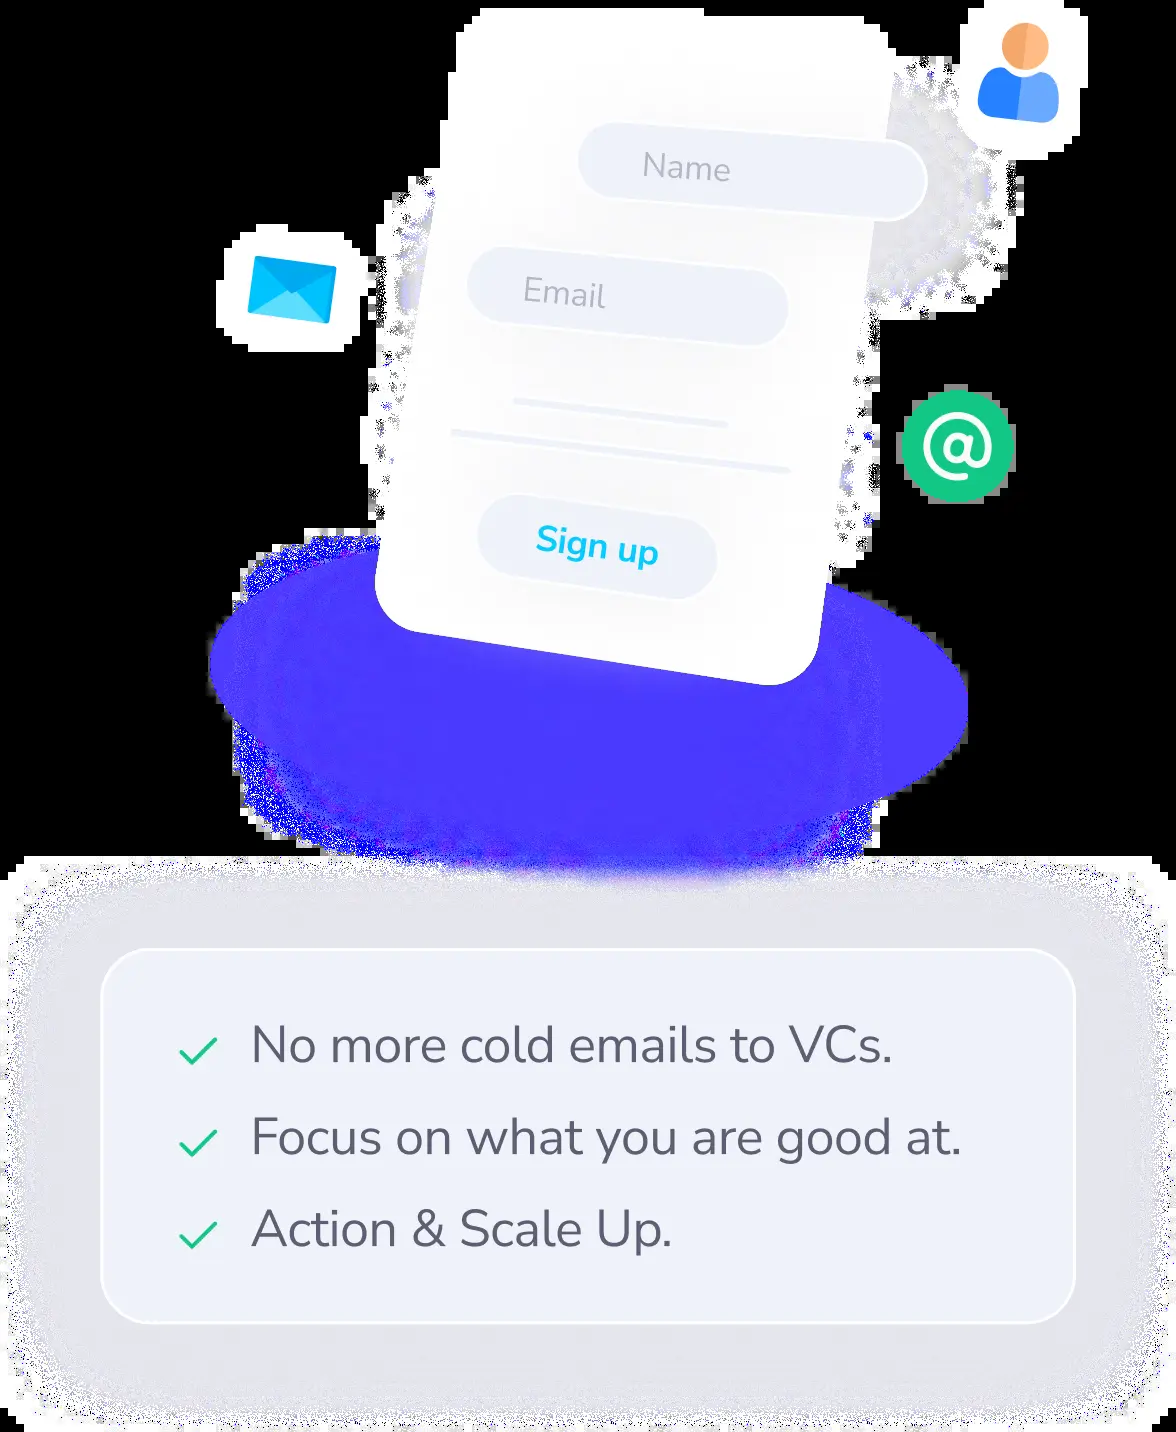 Name
Email
Sign up
@
No more cold emails to VCs.
Focus on what you are good at.
Action & Scale Up.